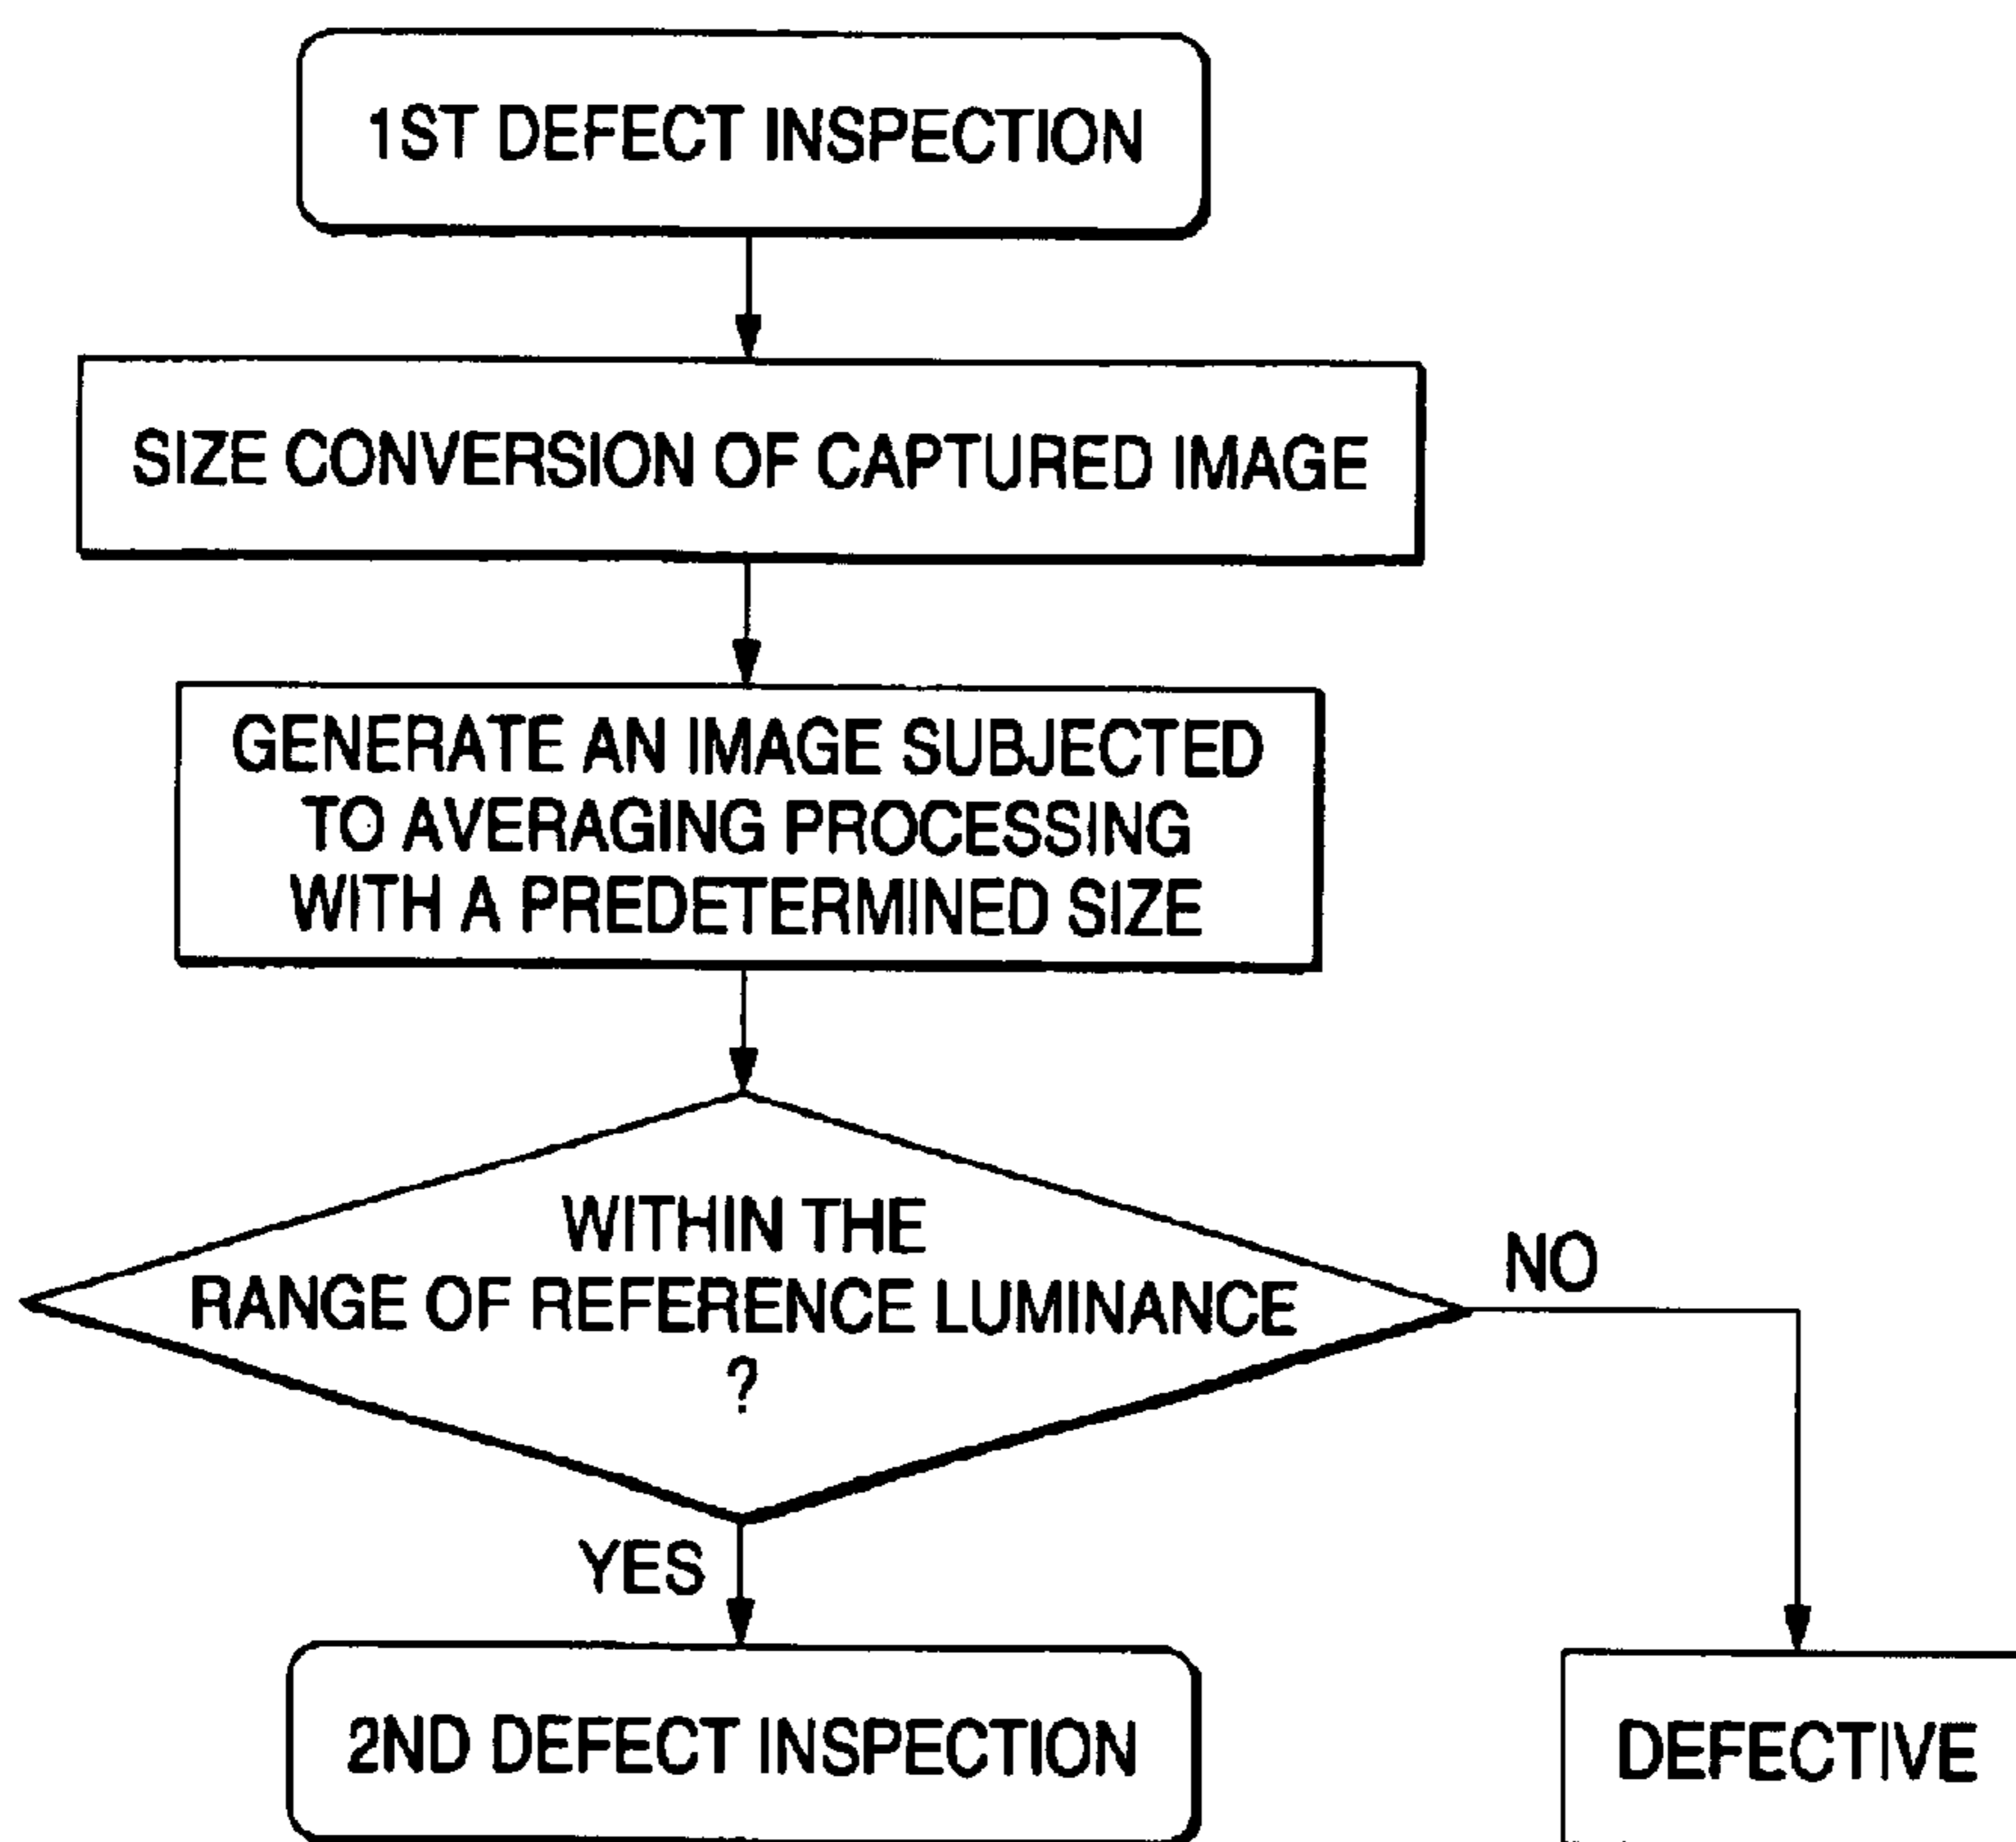 1ST DEFECT INSPECTION
SIZE CONVERSION OF CAPTURED IMAGE
GENERATE AN IMAGE SUBJECTED
TO AVERAGING PROCESSING
WITH A PREDETERMINED SIZE
WITHIN THE
RANGE OF REFERENCE LUMINANCE
?
NO
YES
2ND DEFECT INSPECTION
DEFECTIVE